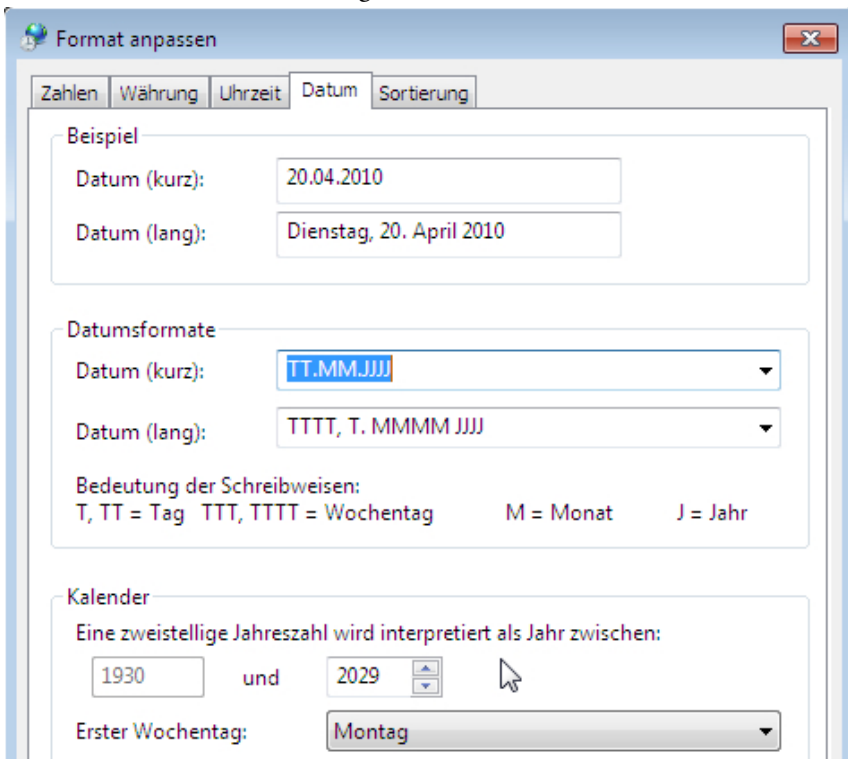 Format anpassen
Zahlen Währung Uhrzeit Datum Sortierung
Beispiel
Datum (kurz): 20.04.2010
Datum (lang): Dienstag, 20. April 2010
Datumsformate
Datum (kurz): TT.MM.JJJJ
Datum (lang): TTTT, T. MMMM JJJJ
Bedeutung der Schreibweisen:
T, TT = Tag TTT, TTTT = Wochentag M = Monat J = Jahr
Kalender
Eine zweistellige Jahreszahl wird interpretiert als Jahr zwischen:
1930 und 2029
Erster Wochentag: Montag